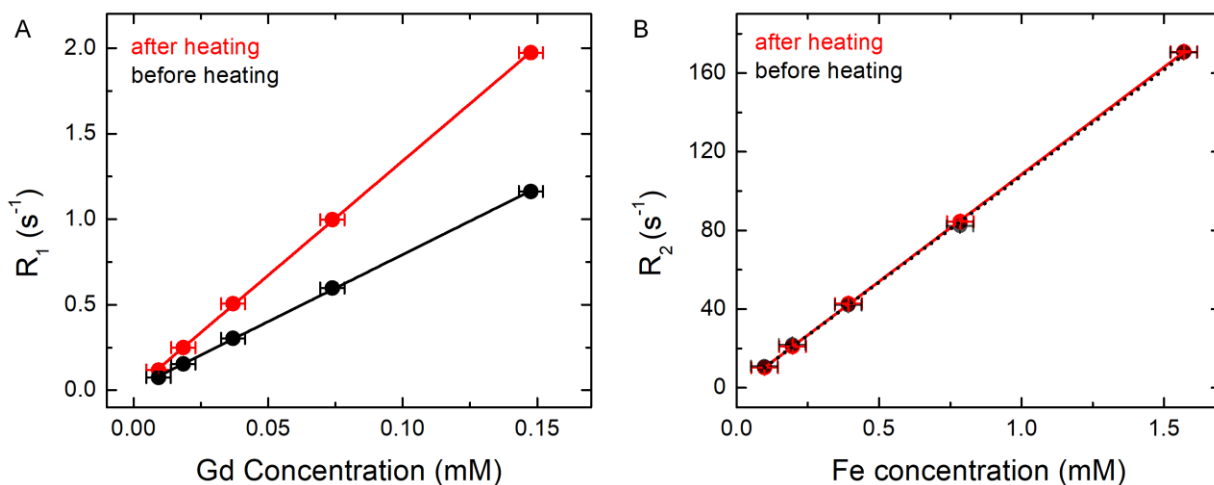 A
after heating
before heating
2.0
1.5
1.0
0.5
0.0
R₁ (s⁻¹)
0.00
0.05
0.10
0.15
Gd Concentration (mM)
B
after heating
before heating
160
120
80
40
0
R₂ (s⁻¹)
0.0
0.5
1.0
1.5
Fe concentration (mM)